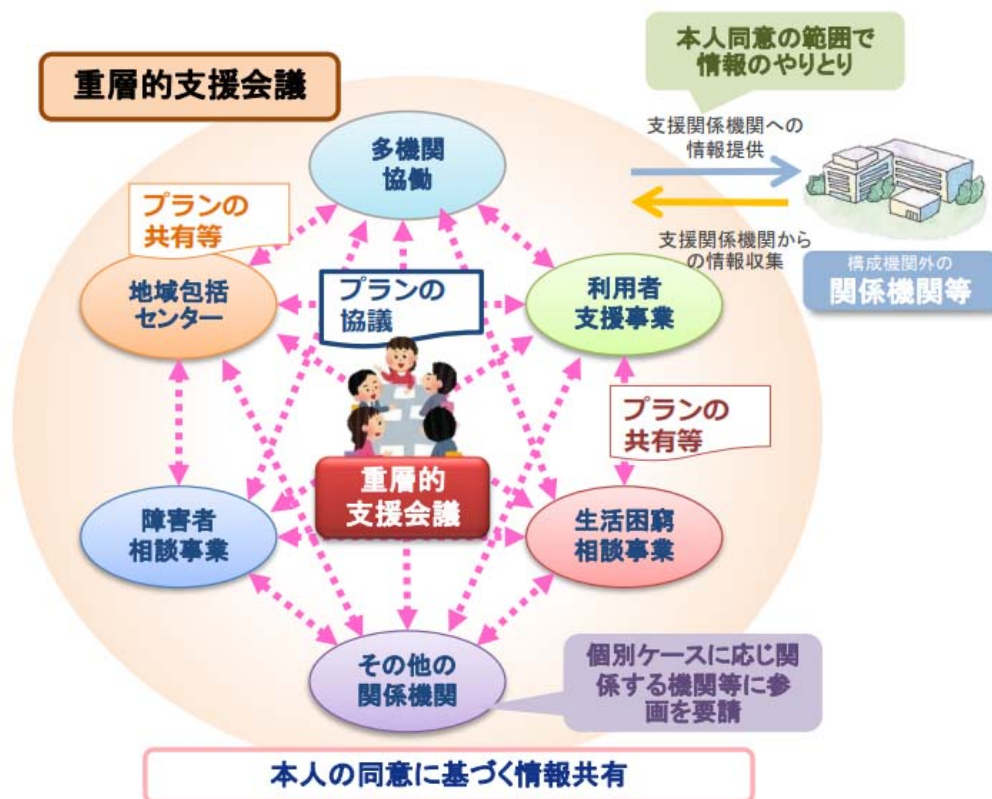 重層的支援会議
本人同意の範囲で
情報のやりとり
支援関係機関への
情報提供
支援関係機関から
の情報収集
構成機関外の
関係機関等
多機関
協働
プランの
共有等
地域包括
センター
プランの
協議
利用者
支援事業
プランの
共有等
重層的
支援会議
障害者
相談事業
生活困窮
相談事業
その他の
関係機関
個別ケースに応じ関
係する機関等に参
画を要請
本人の同意に基づく情報共有